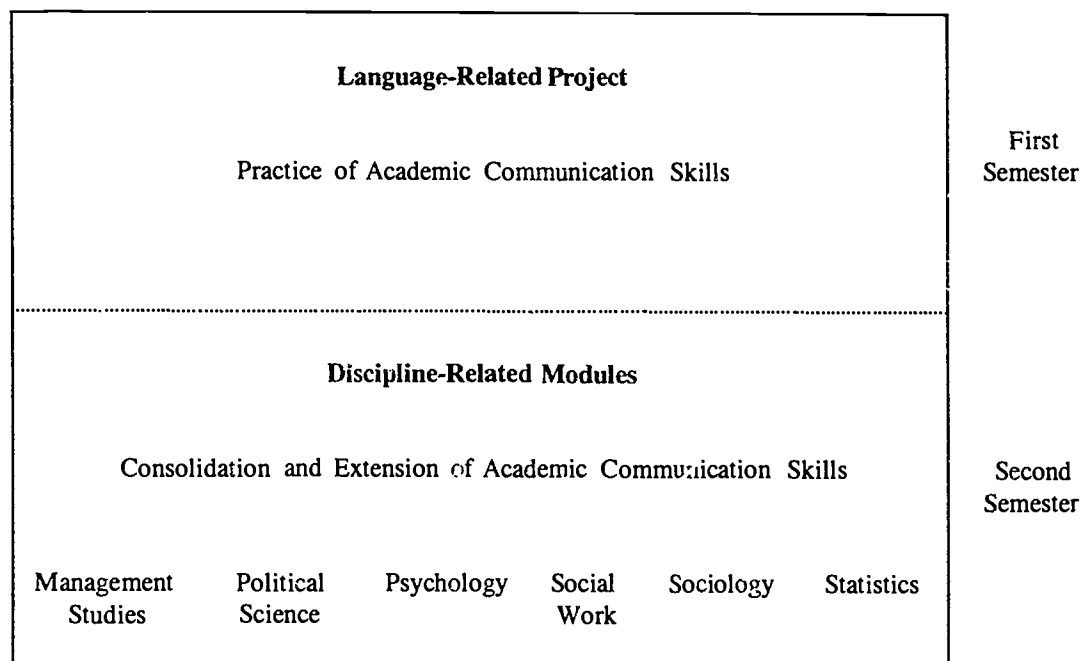 Language-Related Project
Practice of Academic Communication Skills
First
Semester
Discipline-Related Modules
Consolidation and Extension of Academic Communication Skills
Second
Semester
Management
Studies
Political
Science
Psychology
Social
Work
Sociology
Statistics